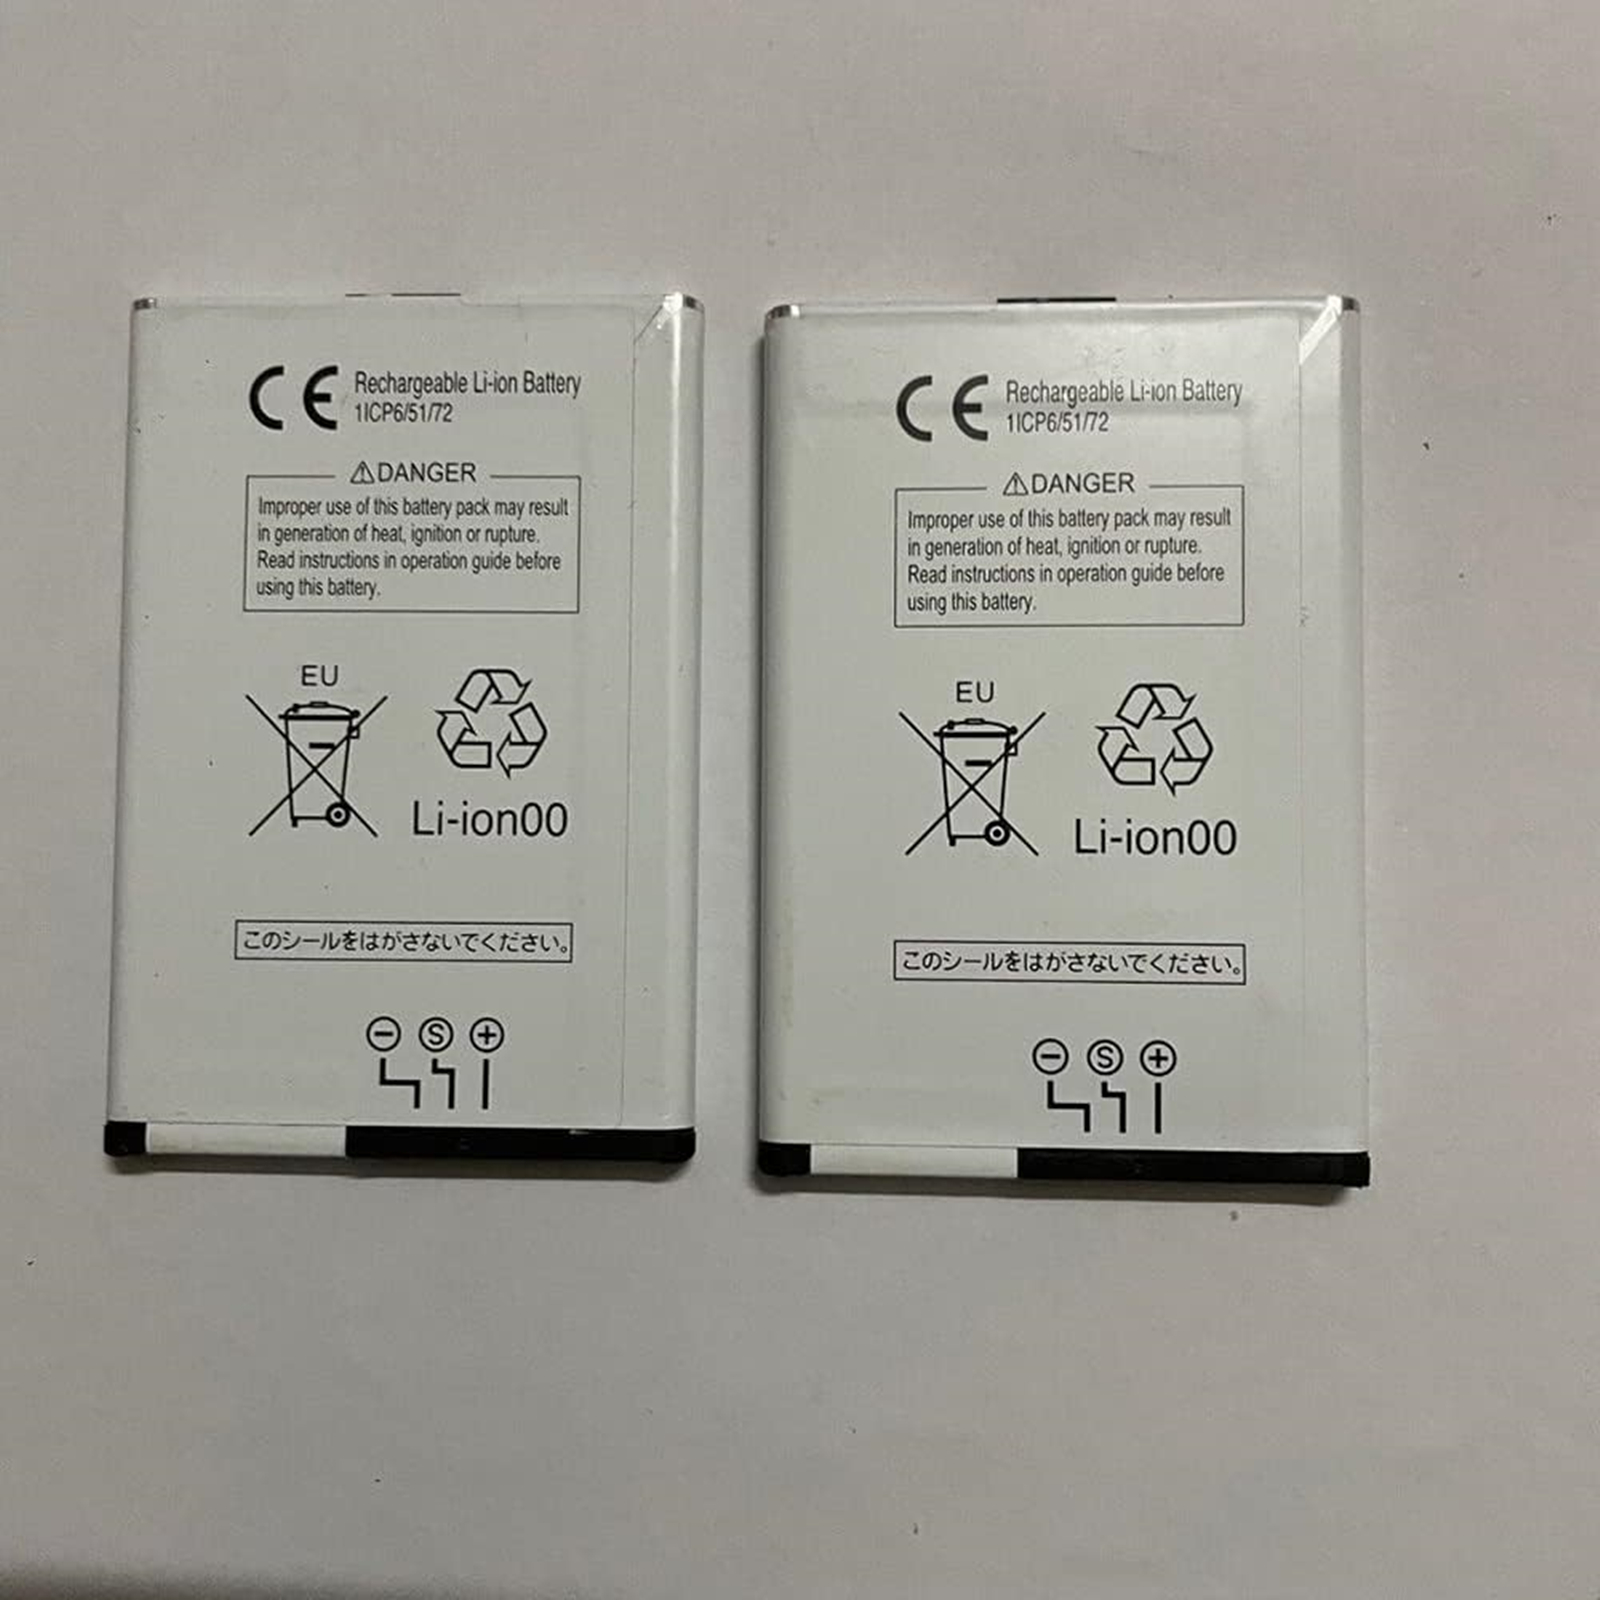 CE Rechargeable Li-ion Battery
1ICP6/51/72
⚠DANGER
Improper use of this battery pack may result
in generation of heat, ignition or rupture.
Read instructions in operation guide before
using this battery.
EU
Li-ion00
このシールをはがさないでください。
- S +
CE Rechargeable Li-ion Battery
1ICP6/51/72
⚠DANGER
Improper use of this battery pack may result
in generation of heat, ignition or rupture.
Read instructions in operation guide before
using this battery.
EU
Li-ion00
このシールをはがさないでください。
- S +